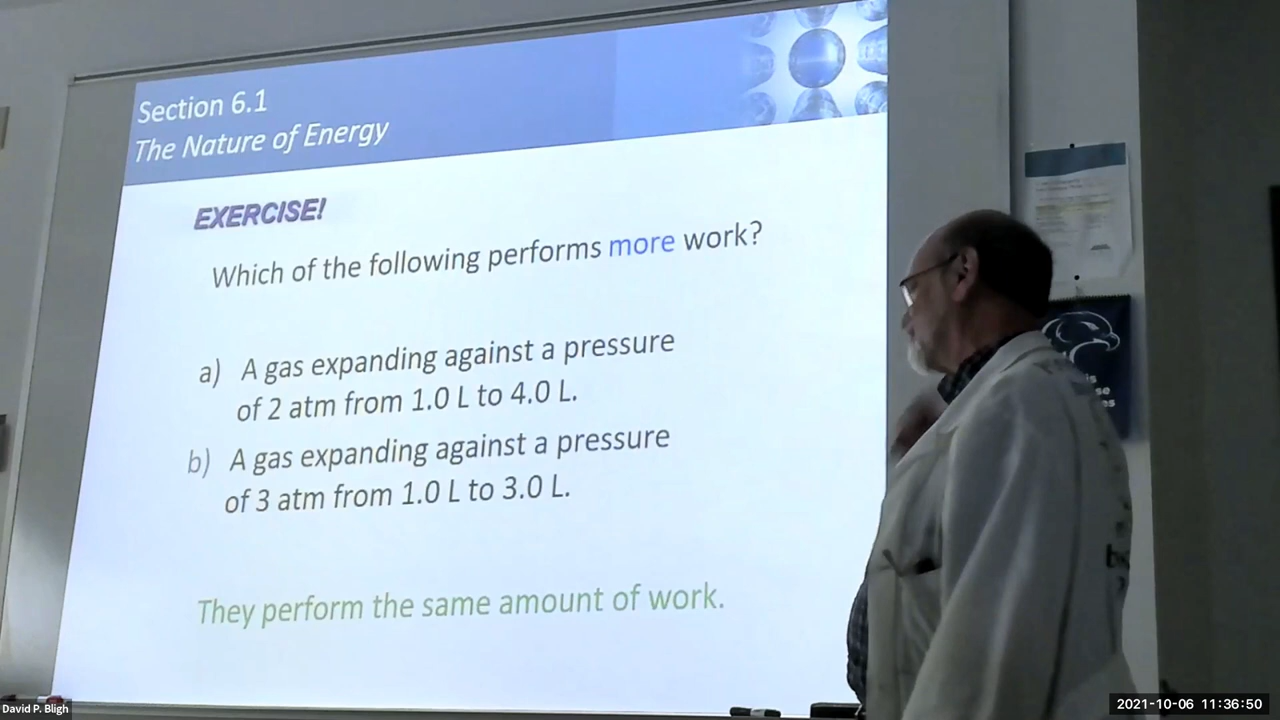 Section 6.1
The Nature of Energy
EXERCISE!
Which of the following performs more work?
a) A gas expanding against a pressure
of 2 atm from 1.0 L to 4.0 L.
b) A gas expanding against a pressure
of 3 atm from 1.0 L to 3.0 L.
They perform the same amount of work.
David P. Bligh
2021-10-06 11:36:50